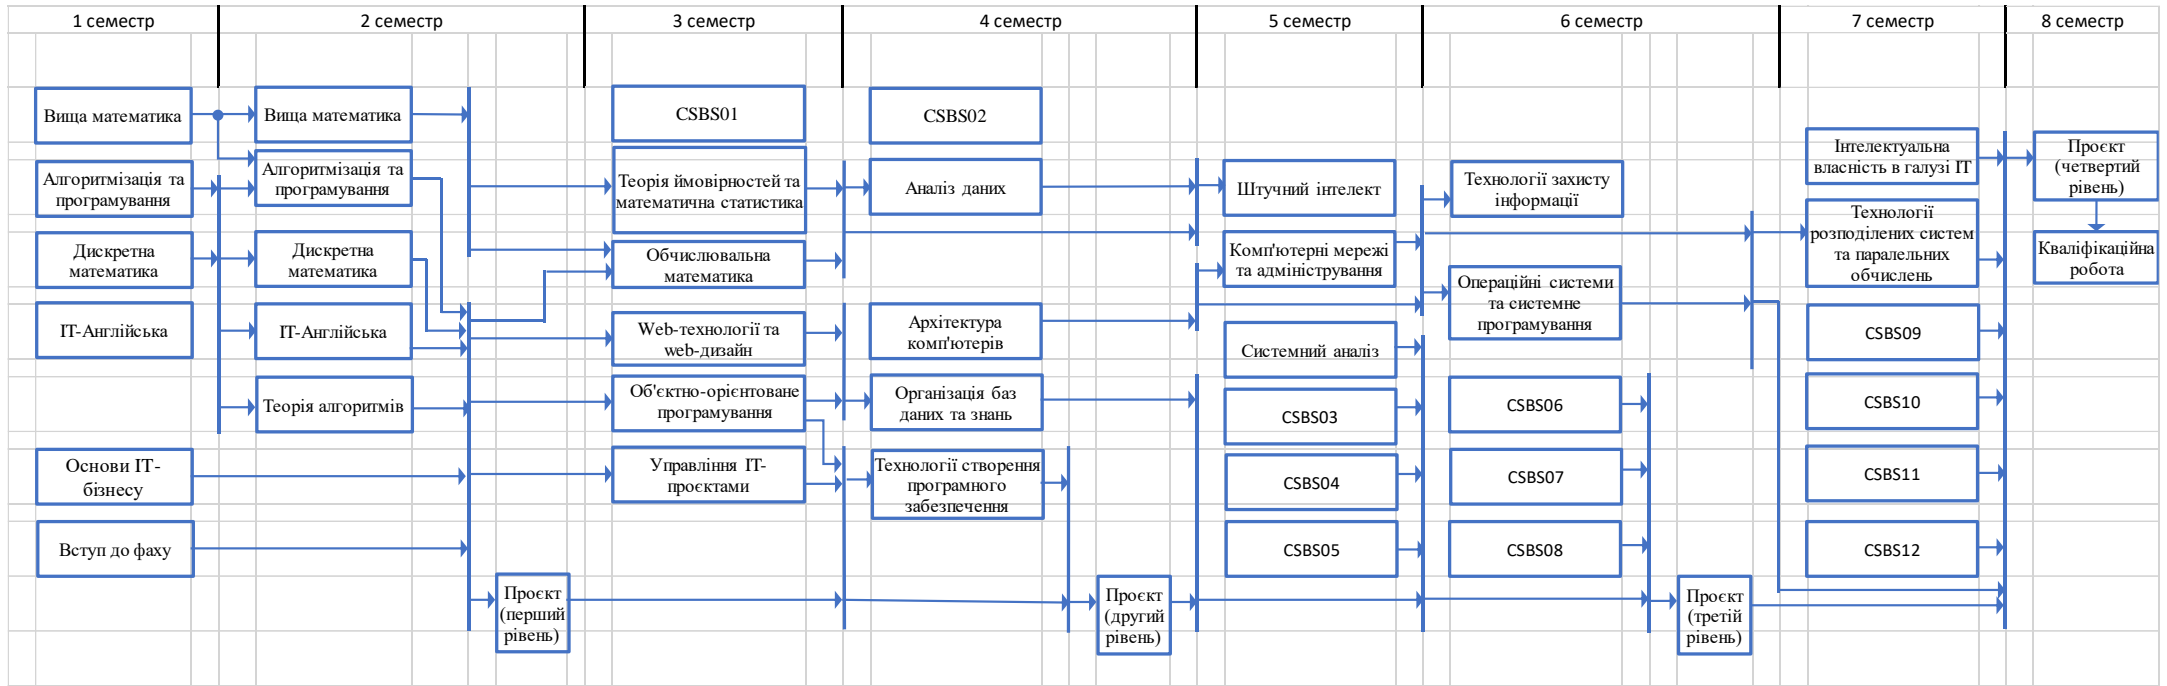 1 семестр
2 семестр
3 семестр
4 семестр
5 семестр
6 семестр
7 семестр
8 семестр
Вища математика
Алгоритмізація та
програмування
Дискретна
математика
ІТ-Англійська
Основи ІТ-
бізнесу
Вступ до фаху
Вища математика
Алгоритмізація та
програмування
Дискретна
математика
ІТ-Англійська
Теорія алгоритмів
Проєкт
(перший
рівень)
CSBS01
Теорія ймовірностей та
математична статистика
Обчислювальна
математика
Web-технології та
web-дизайн
Об'єктно-орієнтоване
програмування
Управління ІТ-
проєктами
CSBS02
Аналіз даних
Архітектура
комп'ютерів
Організація баз
даних та знань
Технології створення
програмного
забезпечення
Проєкт
(другий
рівень)
Штучний інтелект
Комп'ютерні мережі
та адміністрування
Системний аналіз
CSBS03
CSBS04
CSBS05
Технології захисту
інформації
Операційні системи
та системне
програмування
CSBS06
CSBS07
CSBS08
Проєкт
(третій
рівень)
Інтелектуальна
власність в галузі ІТ
Технології
розподілених систем
та паралельних
обчислень
CSBS09
CSBS10
CSBS11
CSBS12
Проєкт
(четвертий
рівень)
Кваліфікаційна
робота